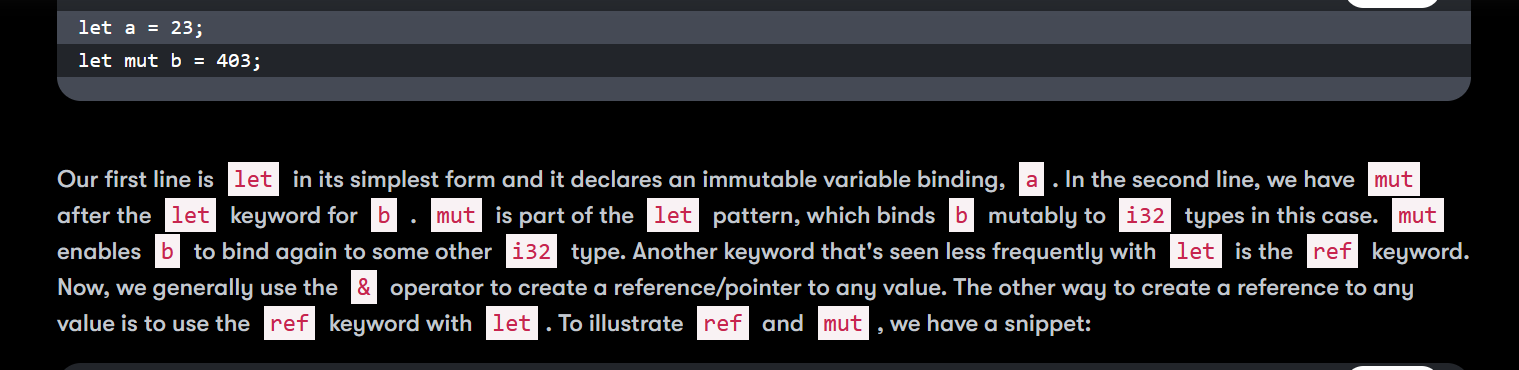 let a = 23;
let mut b = 403;
Our first line is let in its simplest form and it declares an immutable variable binding, a . In the second line, we have mut
after the let keyword for b . mut is part of the let pattern, which binds b mutably to i32 types in this case. mut
enables b to bind again to some other i32 type. Another keyword that's seen less frequently with let is the ref keyword.
Now, we generally use the & operator to create a reference/pointer to any value. The other way to create a reference to any
value is to use the ref keyword with let . To illustrate ref and mut , we have a snippet: